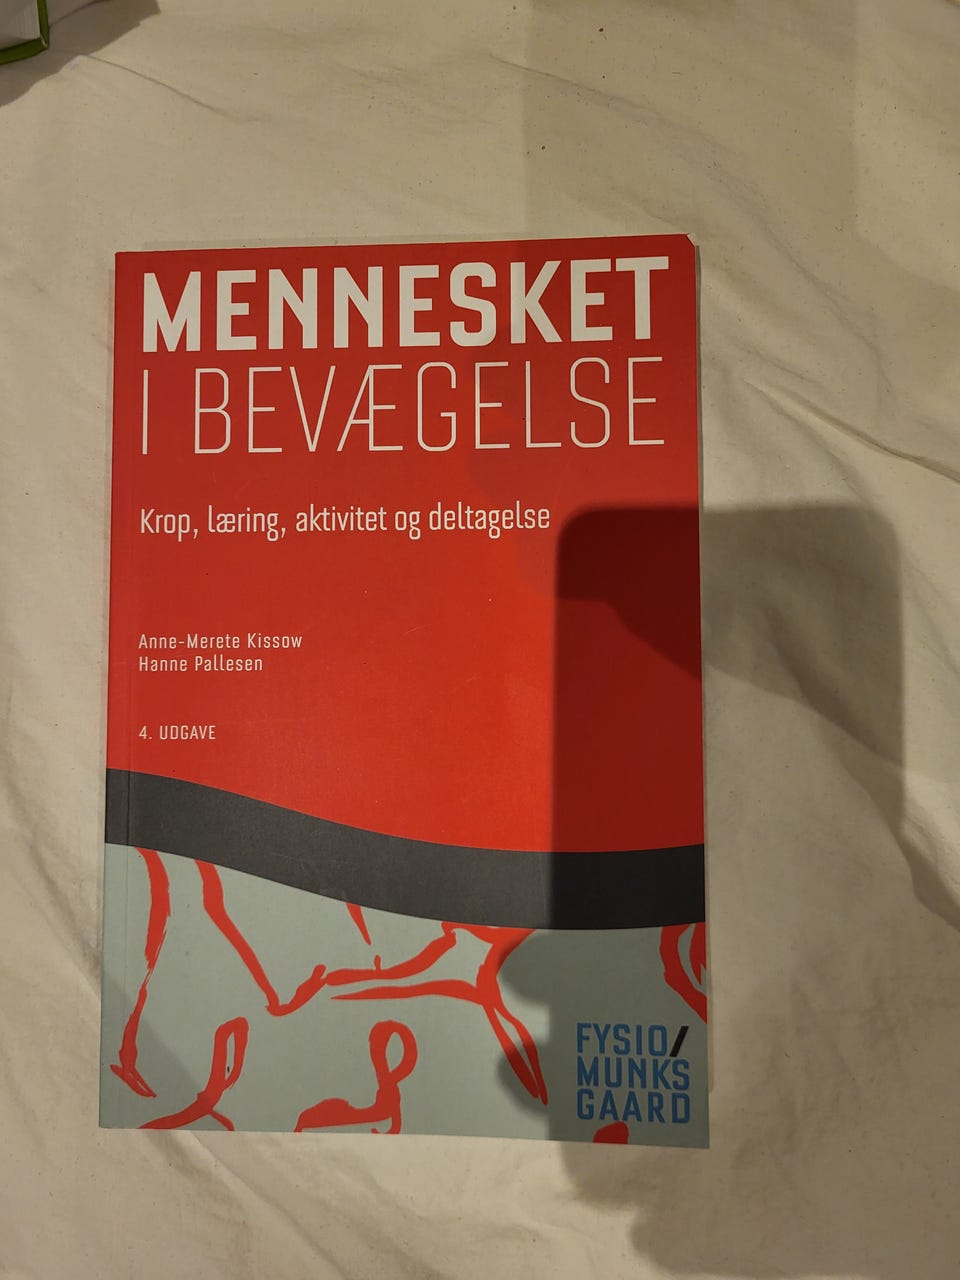 MENNESKET
I BEVÆGELSE
Krop, læring, aktivitet og deltagelse
Anne-Merete Kissow
Hanne Pallesen
4. UDGAVE
FYSIO/
MUNKS
GAARD